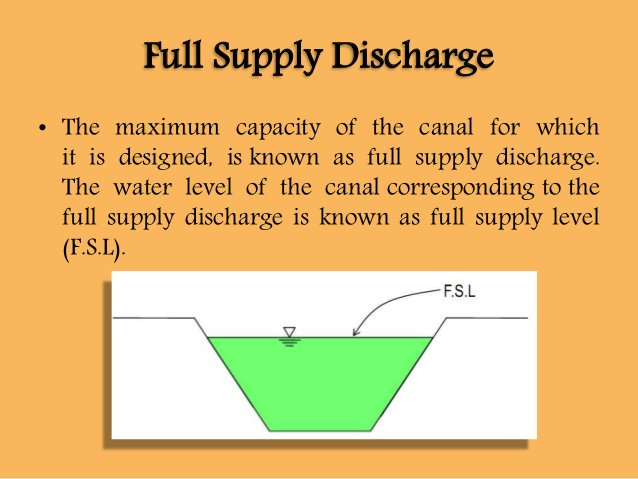 Full Supply Discharge
• The maximum capacity of the canal for which
it is designed, is known as full supply discharge.
The water level of the canal corresponding to the
full supply discharge is known as full supply level
(F.S.L).
F.S.L